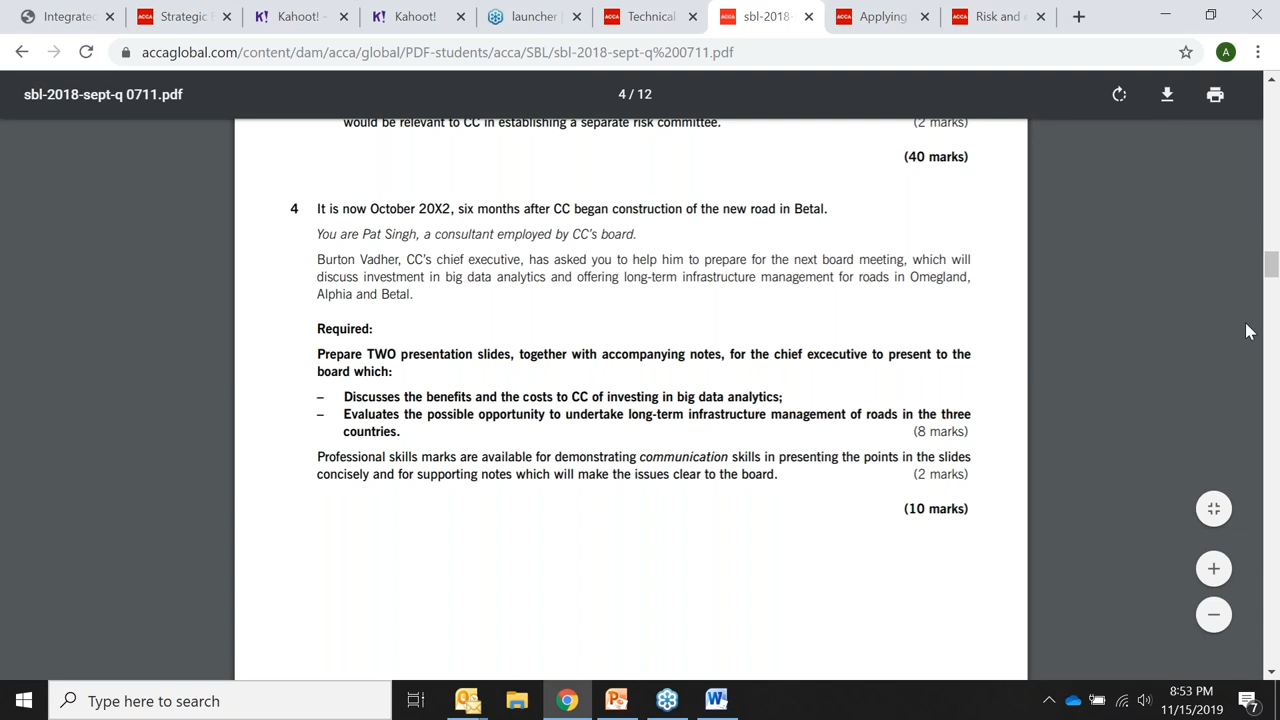 Integrated
Strategic
Kahoot! -
Kahoot!
launcher
Technical
sbl-2018-
Applying
Risk and
accaglobal.com/content/dam/acca/global/PDF-students/acca/SBL/sbl-2018-sept-q%200711.pdf
A
sbl-2018-sept-q 0711.pdf
4 / 12
would be relevant to CC in establishing a separate risk committee. (2 marks)
(40 marks)
4 It is now October 20X2, six months after CC began construction of the new road in Betal.
You are Pat Singh, a consultant employed by CC's board.
Burton Vadher, CC's chief executive, has asked you to help him to prepare for the next board meeting, which will
discuss investment in big data analytics and offering long-term infrastructure management for roads in Omegland,
Alphia and Betal.
Required:
Prepare TWO presentation slides, together with accompanying notes, for the chief excecutive to present to the
board which:
– Discusses the benefits and the costs to CC of investing in big data analytics;
– Evaluates the possible opportunity to undertake long-term infrastructure management of roads in the three
countries. (8 marks)
Professional skills marks are available for demonstrating communication skills in presenting the points in the slides
concisely and for supporting notes which will make the issues clear to the board. (2 marks)
(10 marks)
Type here to search
8:53 PM
11/15/2019
7